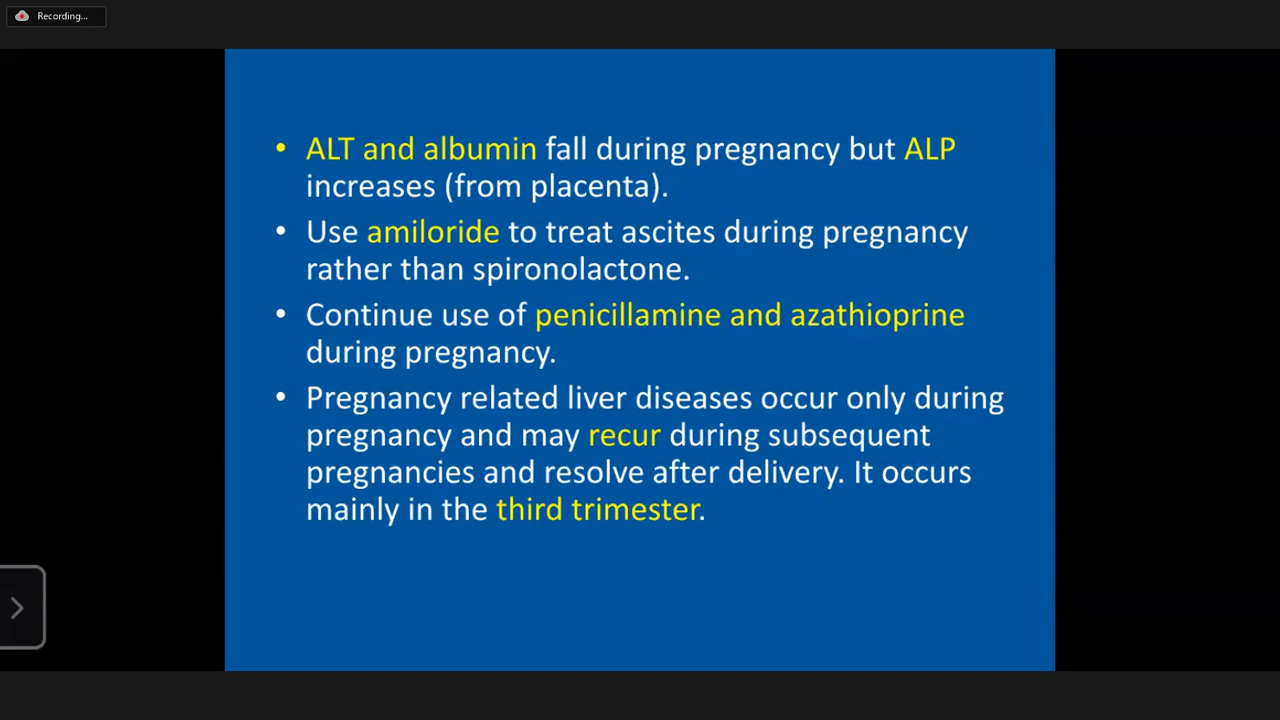 Recording...
• ALT and albumin fall during pregnancy but ALP
increases (from placenta).
• Use amiloride to treat ascites during pregnancy
rather than spironolactone.
• Continue use of penicillamine and azathioprine
during pregnancy.
• Pregnancy related liver diseases occur only during
pregnancy and may recur during subsequent
pregnancies and resolve after delivery. It occurs
mainly in the third trimester.